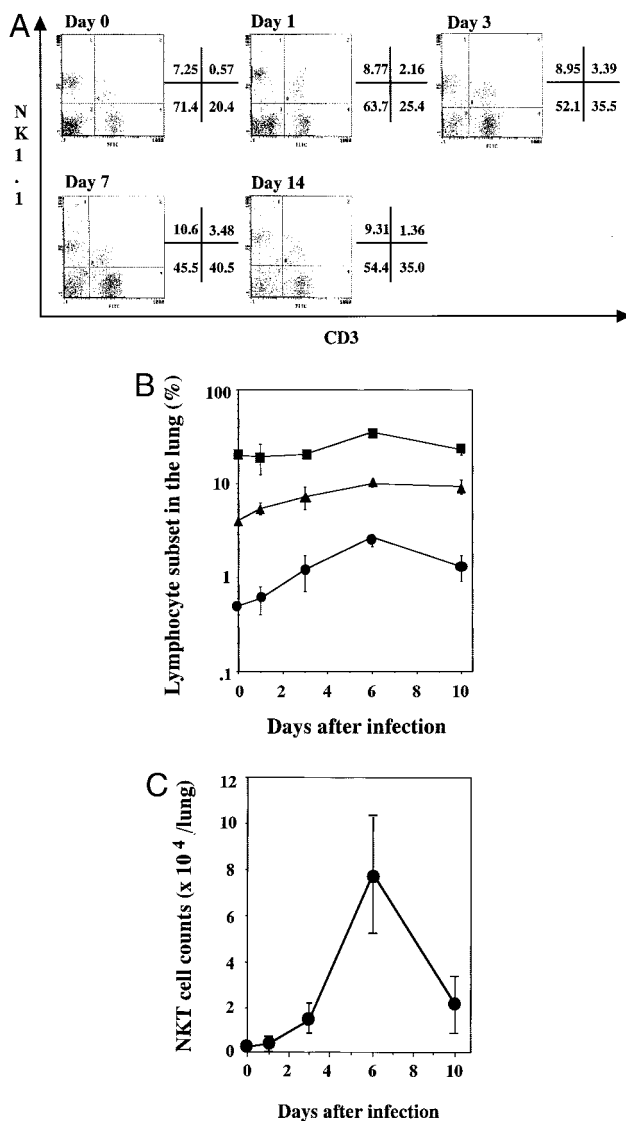 A
Day 0
Day 1
Day 3
7.25 0.57
71.4 20.4
8.77 2.16
63.7 25.4
8.95 3.39
52.1 35.5
NK1.1
Day 7
Day 14
10.6 3.48
45.5 40.5
9.31 1.36
54.4 35.0
FITC
CD3
B
Lymphocyte subset in the lung (%)
100
10
1
.1
0 2 4 6 8 10
Days after infection
C
NKT cell counts (x 10 4 /lung)
12
10
8
6
4
2
0
0 2 4 6 8 10
Days after infection